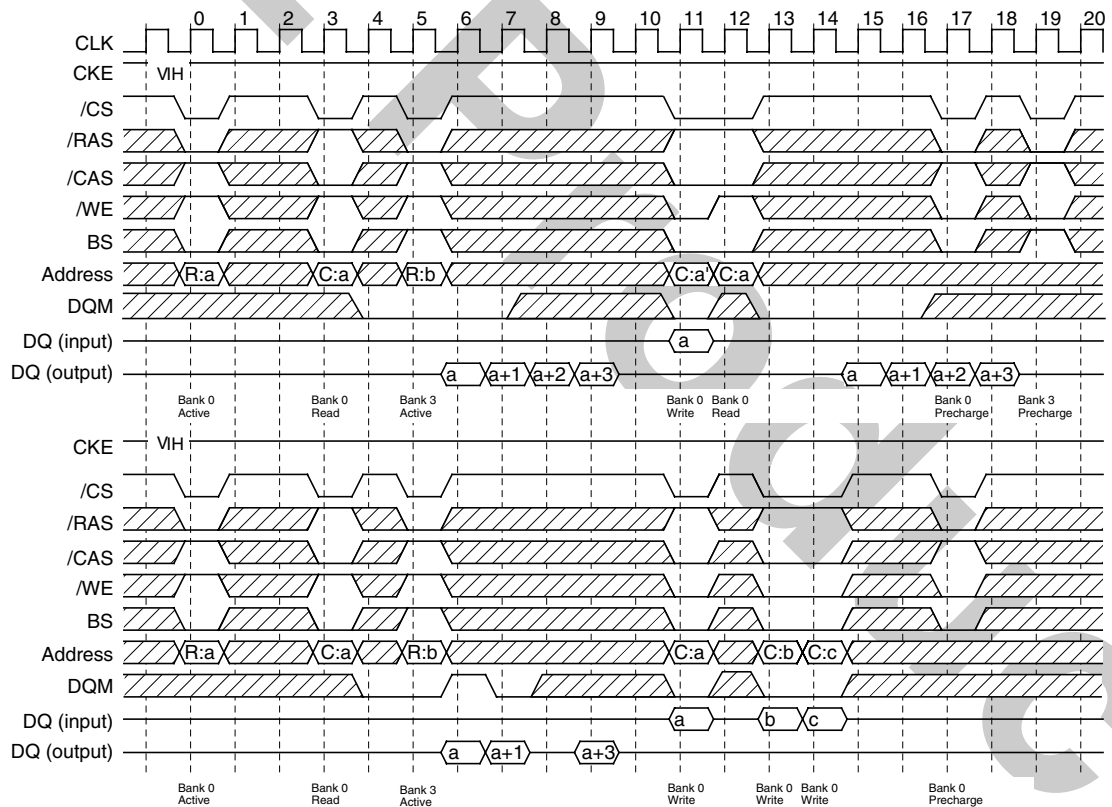 0 1 2 3 4 5 6 7 8 9 10 11 12 13 14 15 16 17 18 19 20
CLK
CKE VIH
/CS
/RAS
/CAS
/WE
BS
Address R:a C:a R:b C:a' C:a
DQM
DQ (input) a
DQ (output) a a+1 a+2 a+3 a a+1 a+2 a+3
Bank 0 Bank 0 Bank 3 Bank 0 Bank 0 Bank 0 Bank 3
Active Read Active Write Read Precharge Precharge
CKE VIH
/CS
/RAS
/CAS
/WE
BS
Address R:a C:a R:b C:a C:b C:c
DQM
DQ (input) a b c
DQ (output) a a+1 a+3
Bank 0 Bank 0 Bank 3 Bank 0 Bank 0 Bank 0 Bank 0
Active Read Active Write Write Write Precharge